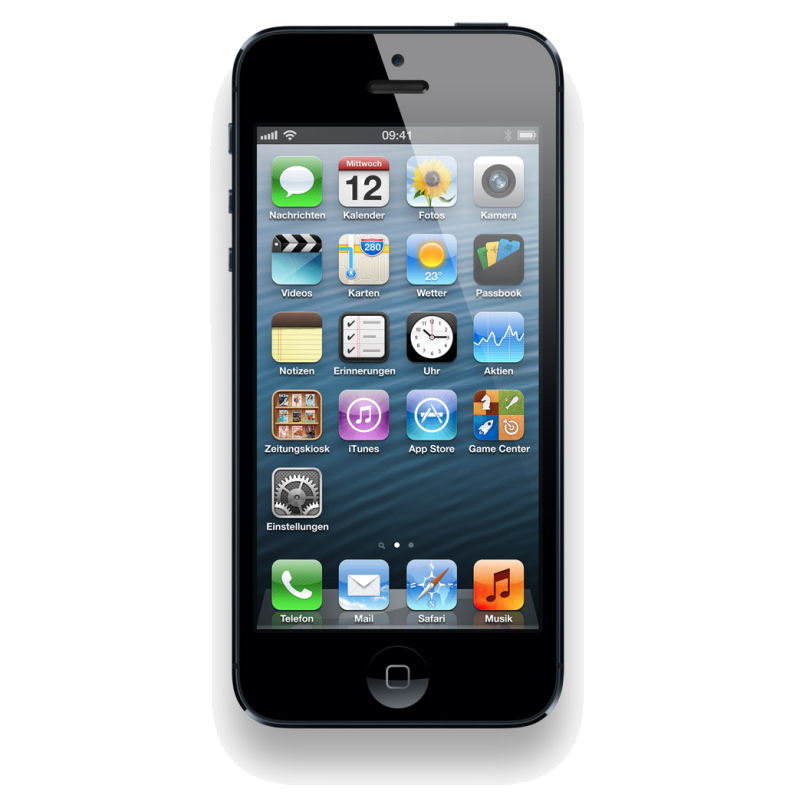 09:41
Mittwoch
12
Nachrichten Kalender Fotos Kamera
280
23°
Videos Karten Wetter Passbook
Notizen Erinnerungen Uhr Aktien
Zeitungskiosk iTunes App Store Game Center
Einstellungen
Telefon Mail Safari Musik